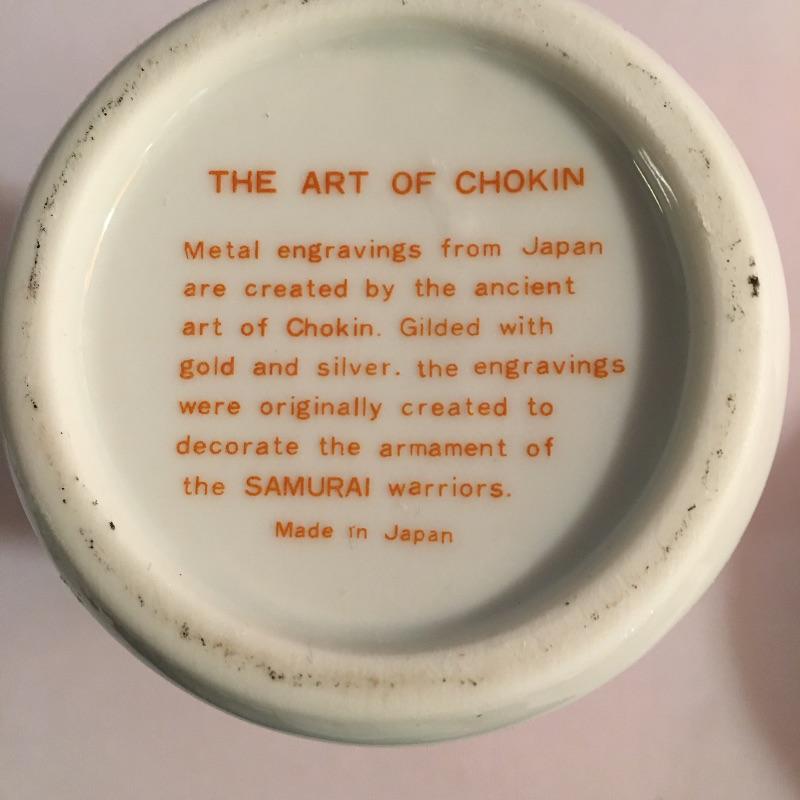 THE ART OF CHOKIN
Metal engravings from Japan
are created by the ancient
art of Chokin. Gilded with
gold and silver. the engravings
were originally created to
decorate the armament of
the SAMURAI warriors.
Made in Japan